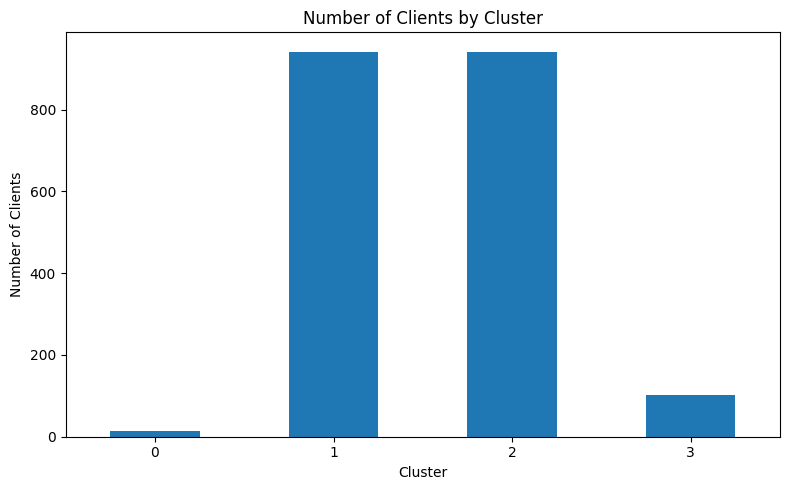 Number of Clients by Cluster
Number of Clients
800
600
400
200
0
0 1 2 3
Cluster